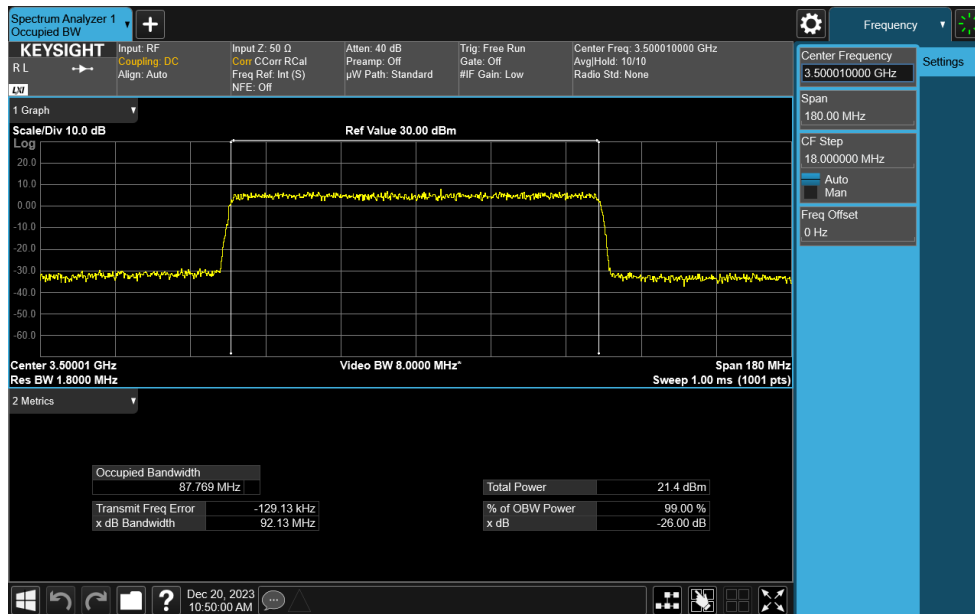 Spectrum Analyzer 1
Occupied BW
Frequency
KEYSIGHT
Input: RF
Input Z: 50 Ω
Atten: 40 dB
Trig: Free Run
Center Freq: 3.500010000 GHz
R L
Coupling: DC
Corr CCorr RCal
Preamp: Off
Gate: Off
Avg|Hold: 10/10
Align: Auto
Freq Ref: Int (S)
µW Path: Standard
#IF Gain: Low
Radio Std: None
LXI
NFE: Off
Center Frequency
3.500010000 GHz
Settings
Span
180.00 MHz
CF Step
18.000000 MHz
Auto
Man
Freq Offset
0 Hz
1 Graph
Scale/Div 10.0 dB
Ref Value 30.00 dBm
Log
20.0
10.0
0.00
-10.0
-20.0
-30.0
-40.0
-50.0
-60.0
Center 3.50001 GHz
Video BW 8.0000 MHz*
Span 180 MHz
Res BW 1.8000 MHz
Sweep 1.00 ms (1001 pts)
2 Metrics
Occupied Bandwidth
87.769 MHz
Total Power
21.4 dBm
Transmit Freq Error
-129.13 kHz
% of OBW Power
99.00 %
x dB Bandwidth
92.13 MHz
x dB
-26.00 dB
?
Dec 20, 2023
10:50:00 AM